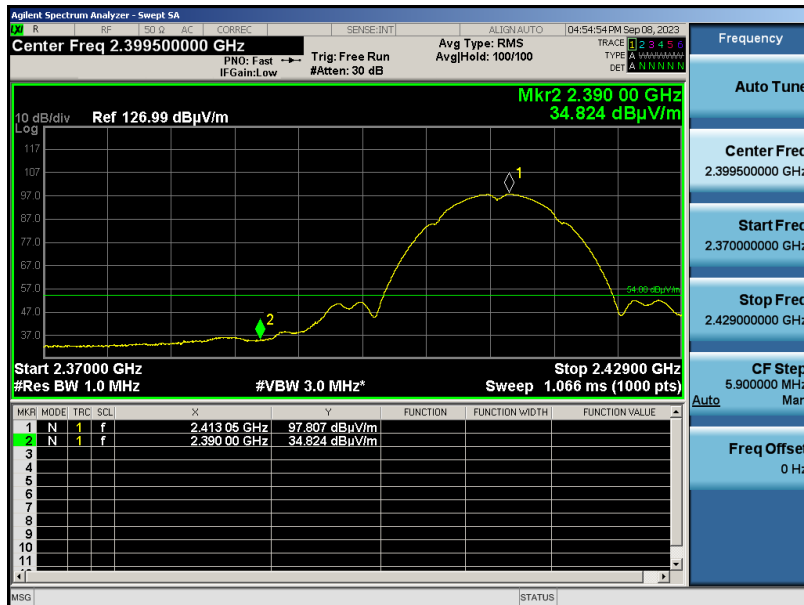 Agilent Spectrum Analyzer - Swept SA
LXI R RF 50 Ω AC CORREC SENSE:INT ALIGN AUTO 04:54:54 PM Sep 08, 2023
Center Freq 2.399500000 GHz
PNO: Fast
IFGain:Low
Trig: Free Run
#Atten: 30 dB
Avg Type: RMS
Avg|Hold: 100/100
TRACE 1 2 3 4 5 6
TYPE A
DET A N N N N N
Mkr2 2.390 00 GHz
34.824 dBµV/m
10 dB/div Ref 126.99 dBµV/m
Log
117
107
97.0
87.0
77.0
67.0
57.0
47.0
37.0
1
2
54.00 dBµV/m
Start 2.37000 GHz Stop 2.42900 GHz
#Res BW 1.0 MHz #VBW 3.0 MHz* Sweep 1.066 ms (1000 pts)
MKR MODE TRC SCL X Y FUNCTION FUNCTION WIDTH FUNCTION VALUE
1 N 1 f 2.413 05 GHz 97.807 dBµV/m
2 N 1 f 2.390 00 GHz 34.824 dBµV/m
3
4
5
6
7
8
9
10
11
MSG STATUS
Frequency
Auto Tune
Center Freq
2.399500000 GHz
Start Freq
2.370000000 GHz
Stop Freq
2.429000000 GHz
CF Step
5.900000 MHz
Auto Man
Freq Offset
0 Hz